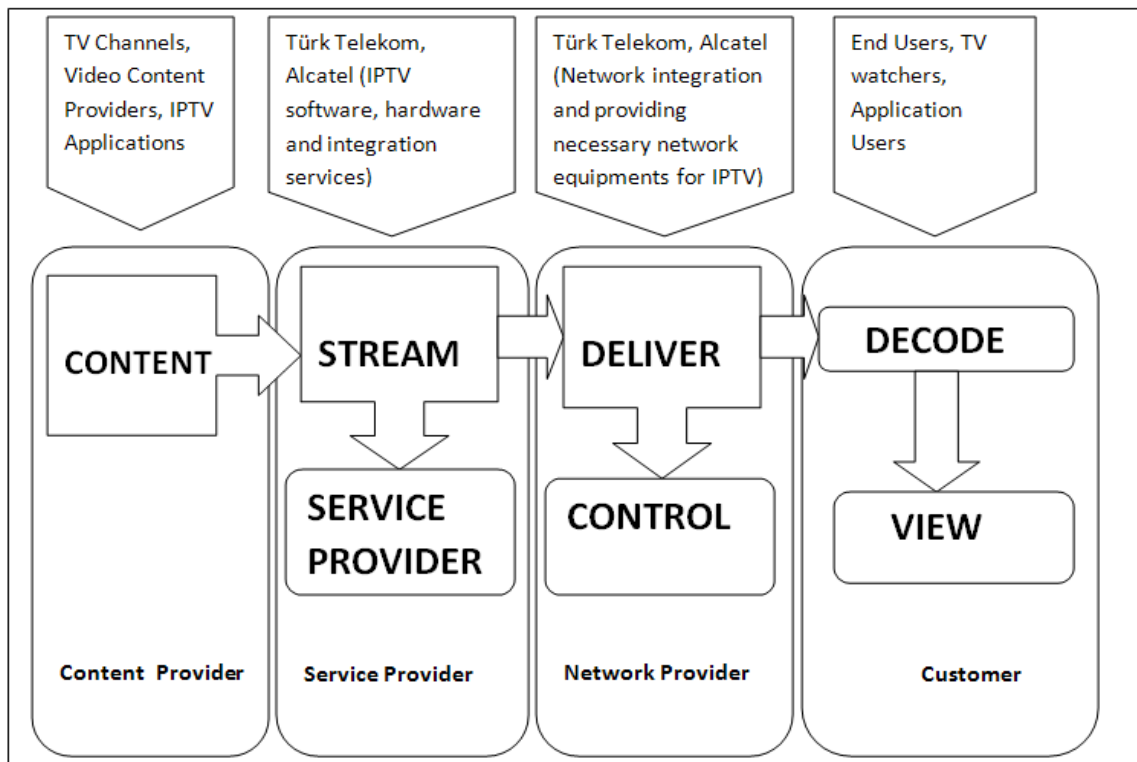 TV Channels,
Video Content
Providers, IPTV
Applications
Türk Telekom,
Alcatel (IPTV
software, hardware
and integration
services)
Türk Telekom, Alcatel
(Network integration
and providing
necessary network
equipments for IPTV)
End Users, TV
watchers,
Application
Users
CONTENT
STREAM
DELIVER
DECODE
SERVICE
PROVIDER
CONTROL
VIEW
Content Provider
Service Provider
Network Provider
Customer